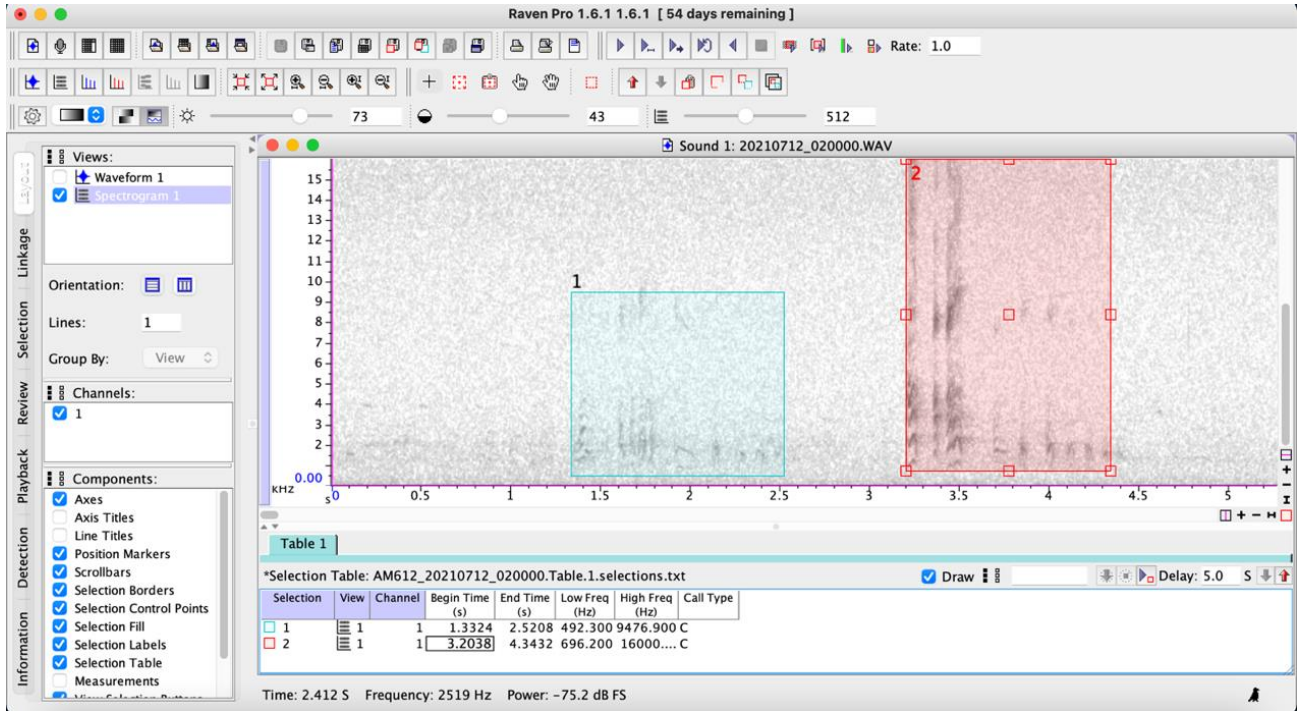 Raven Pro 1.6.1 1.6.1 [ 54 days remaining ]
Rate: 1.0
73
43
512
Layout
Linkage
Selection
Review
Playback
Detection
Information
Views:
Waveform 1
Spectrogram 1
Orientation:
Lines: 1
Group By: View
Channels:
1
Components:
Axes
Axis Titles
Line Titles
Position Markers
Scrollbars
Selection Borders
Selection Control Points
Selection Fill
Selection Labels
Selection Table
Measurements
View Selection Buttons
Sound 1: 20210712_020000.WAV
15
14
13
12
11
10
9
8
7
6
5
4
3
2
0.00
KHZ
1
2
S 0 0.5 1 1.5 2 2.5 3 3.5 4 4.5 5
Table 1
*Selection Table: AM612_20210712_020000.Table.1.selections.txt
Draw
Delay: 5.0 S
Selection View Channel Begin Time (s) End Time (s) Low Freq (Hz) High Freq (Hz) Call Type
1 1 1 1.3324 2.5208 492.300 9476.900 C
2 1 1 3.2038 4.3432 696.200 16000.... C
Time: 2.412 S Frequency: 2519 Hz Power: -75.2 dB FS